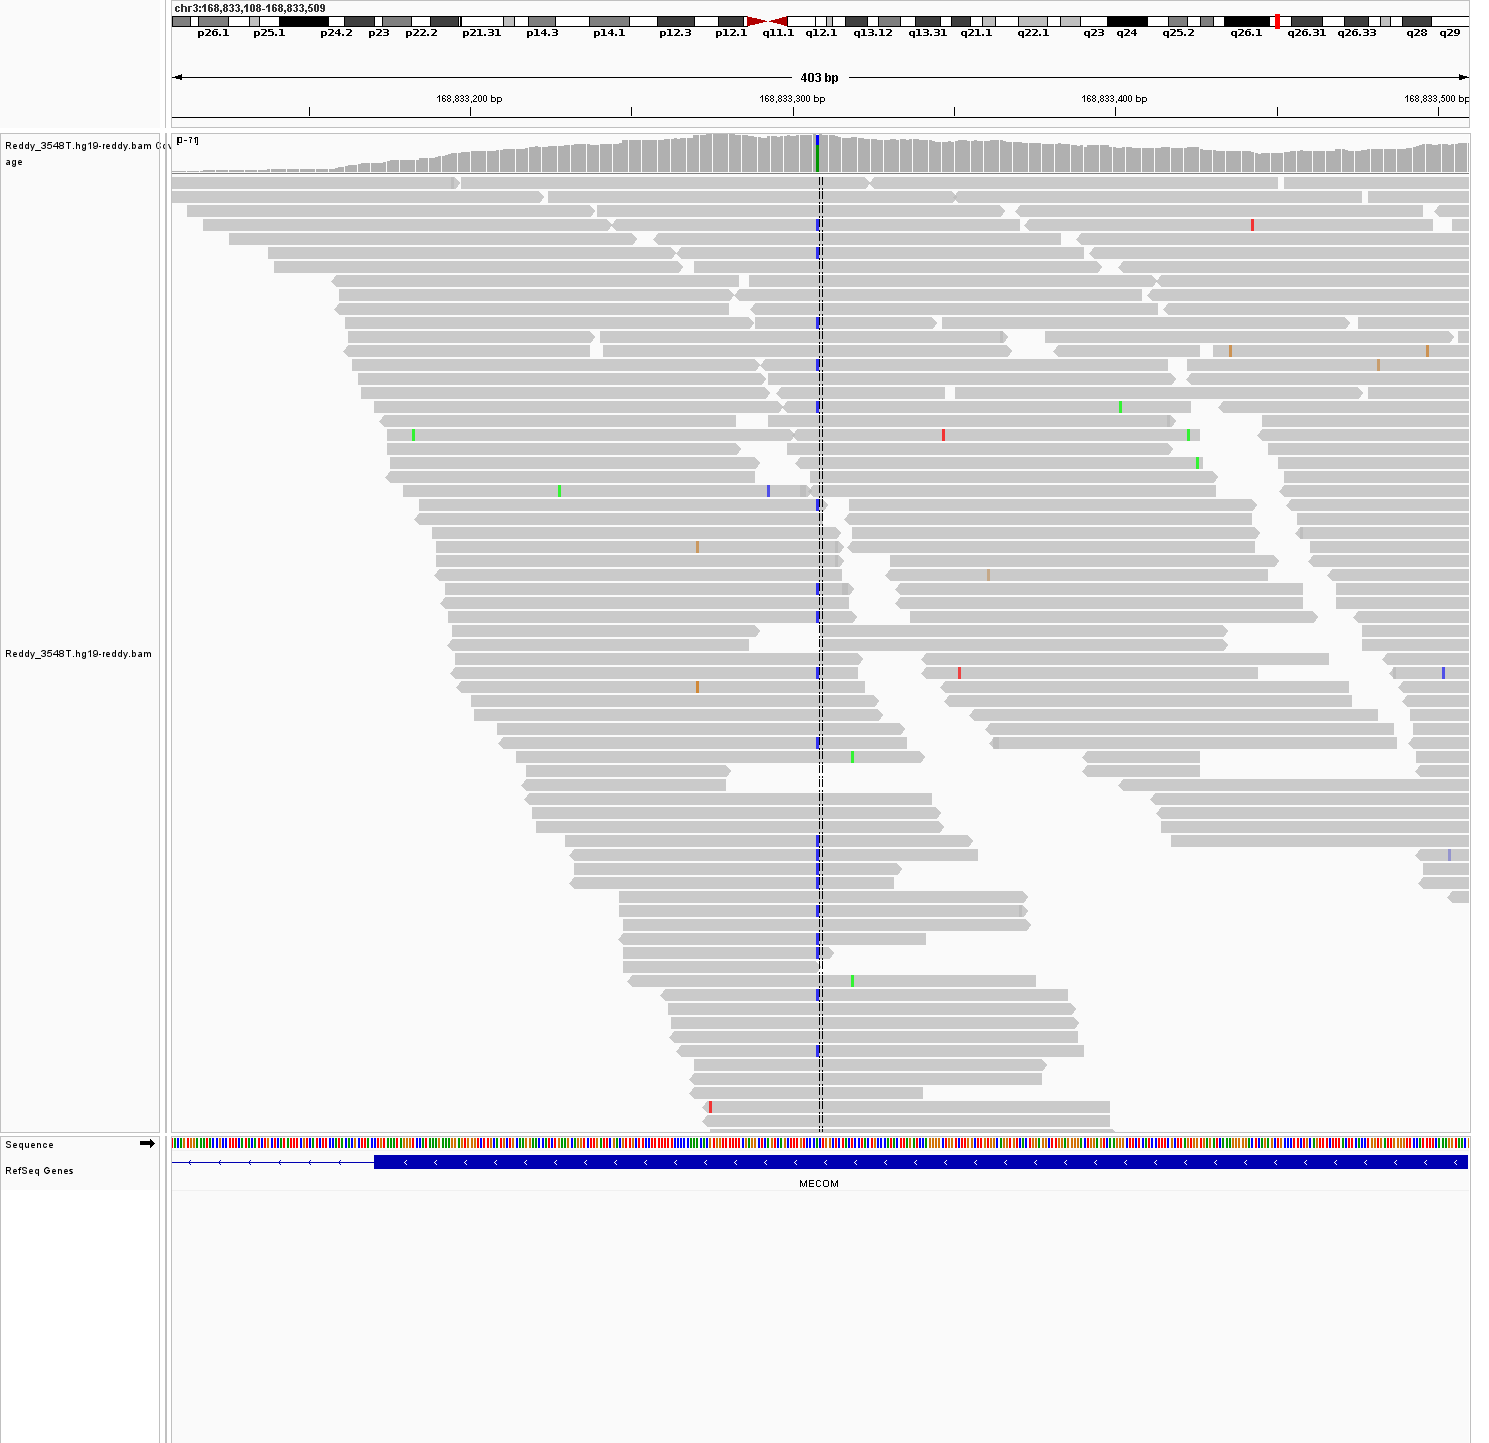 chr3:168,833,108-168,833,509
p26.1 p25.1 p24.2 p23 p22.2 p21.31 p14.3 p14.1 p12.3 p12.1 q11.1 q12.1 q13.12 q13.31 q21.1 q22.1 q23 q24 q25.2 q26.1 q26.31 q26.33 q28 q29
403 bp
168,833,200 bp 168,833,300 bp 168,833,400 bp 168,833,500 bp
[0-71]
Reddy_3548T.hg19-reddy.bam Cov
age
Reddy_3548T.hg19-reddy.bam
Sequence
RefSeq Genes
MECOM